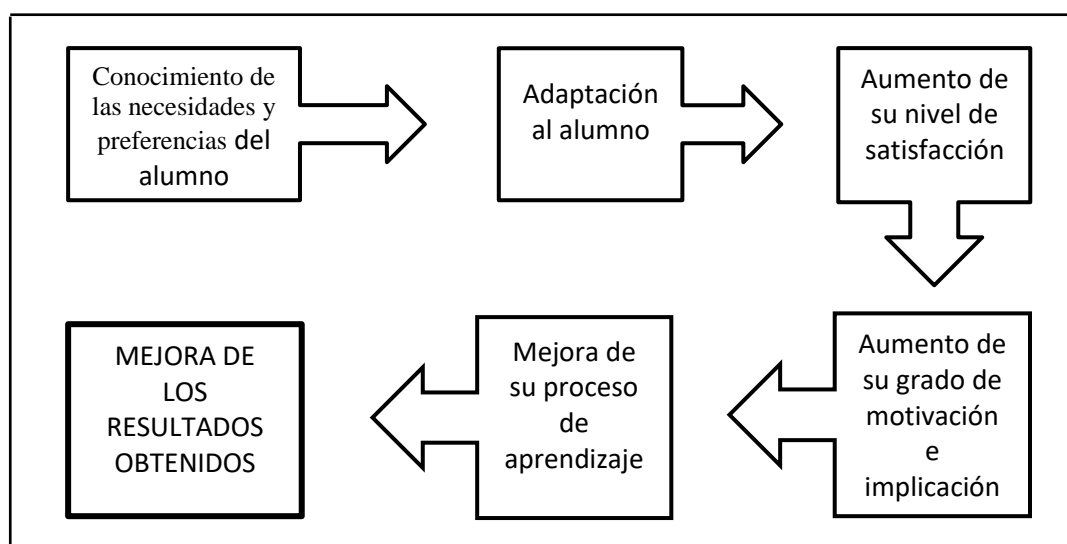 Conocimiento de
las necesidades y
preferencias del
alumno
Adaptación
al alumno
Aumento de
su nivel de
satisfacción
Aumento de
su grado de
motivación
e
implicación
Mejora de
su proceso
de
aprendizaje
MEJORA DE
LOS
RESULTADOS
OBTENIDOS